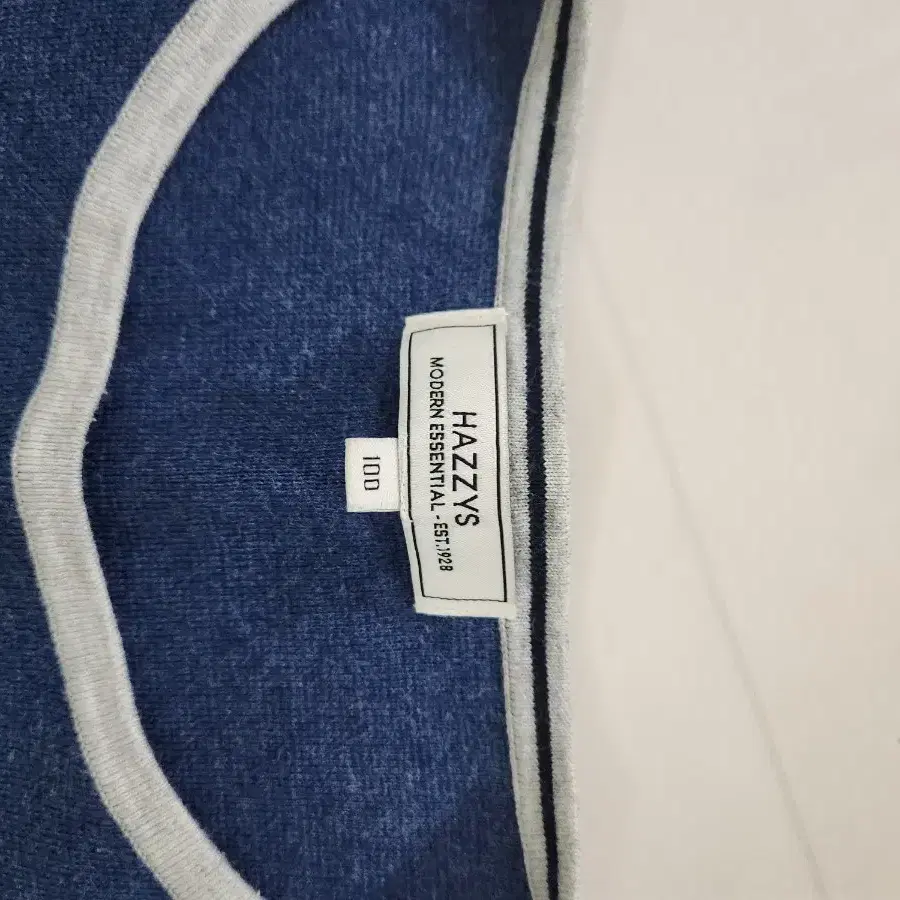 HAZZYS
MODERN ESSENTIAL - EST.1928
100